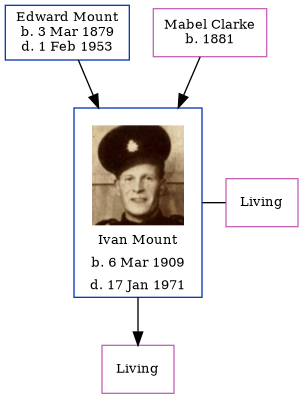 Edward Mount
b. 3 Mar 1879
d. 1 Feb 1953
Mabel Clarke
b. 1881
Ivan Mount
b. 6 Mar 1909
d. 17 Jan 1971
Living
Living